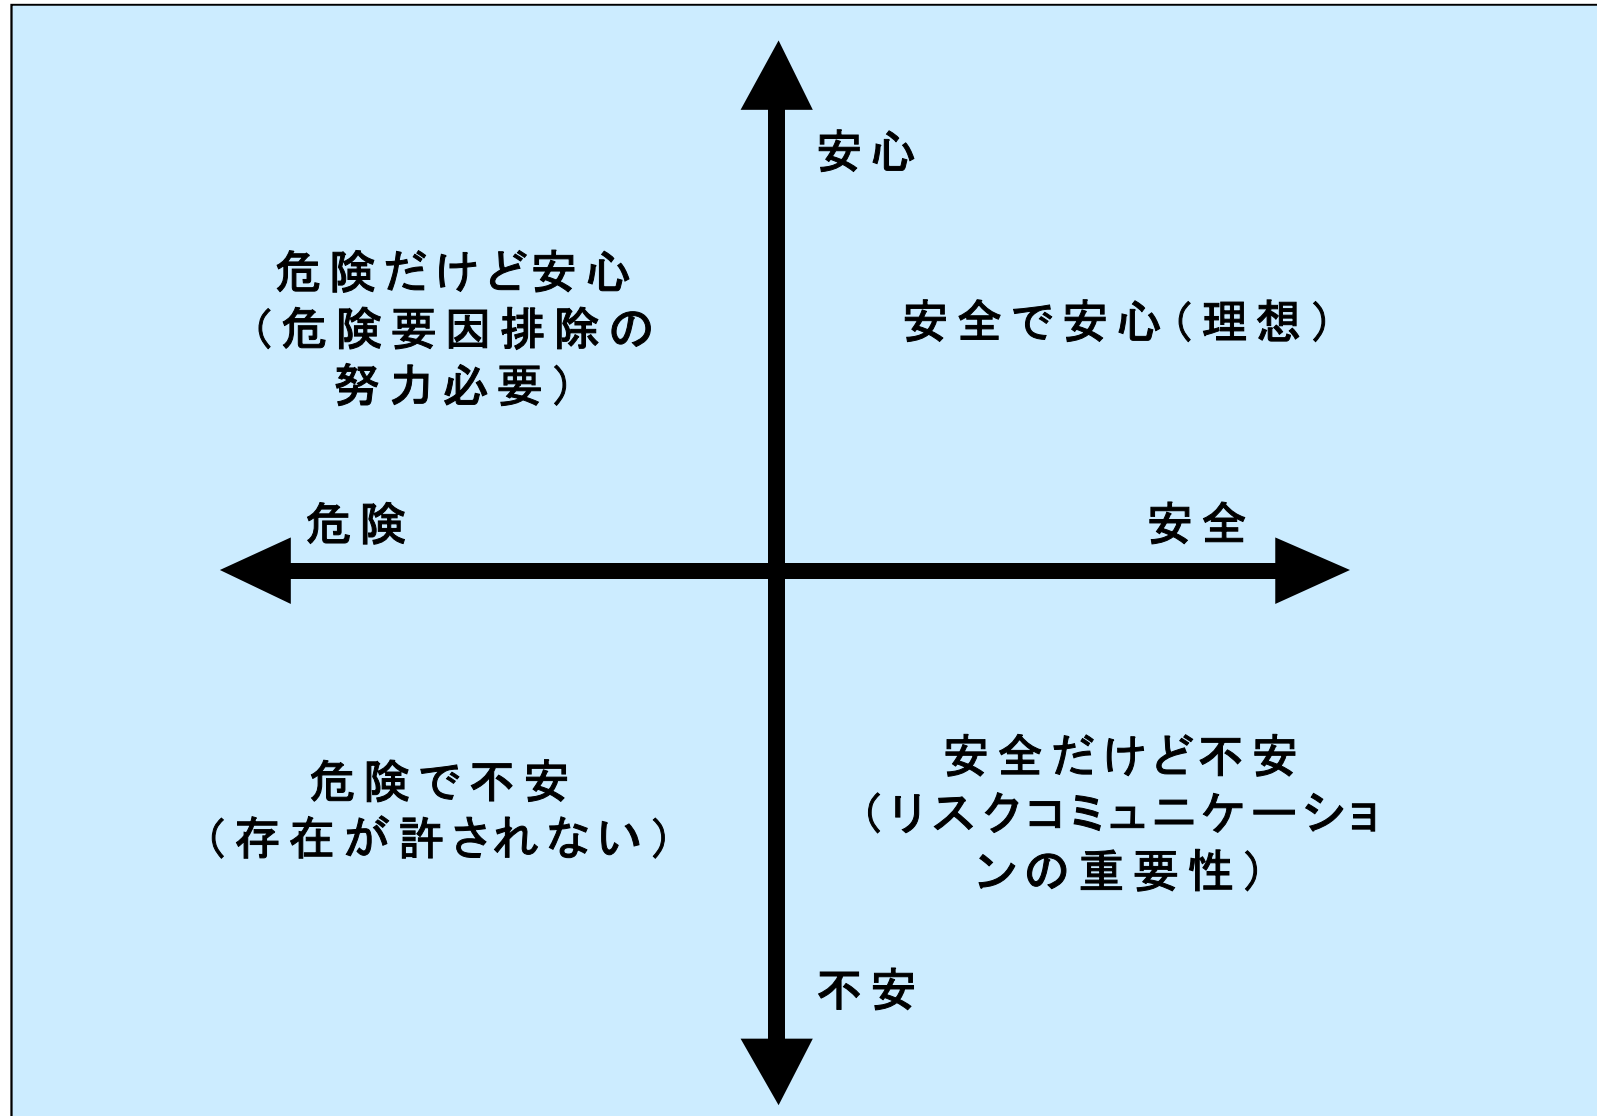 安心
危険だけど安心
（危険要因排除の
努力必要）
安全で安心（理想）
危険
安全
危険で不安
（存在が許されない）
安全だけど不安
（リスクコミュニケーショ
ンの重要性）
不安